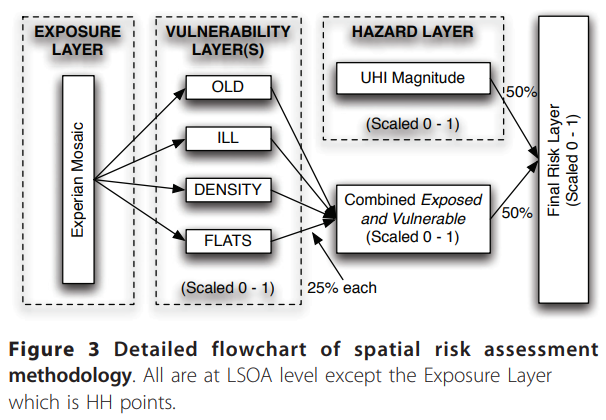 EXPOSURE
LAYER
Experian Mosaic
VULNERABILITY
LAYER(S)
OLD
ILL
DENSITY
FLATS
(Scaled 0 - 1)
25% each
HAZARD LAYER
UHI Magnitude
(Scaled 0 - 1)
50%
Combined Exposed
and Vulnerable
(Scaled 0 - 1)
50%
Final Risk Layer
(Scaled 0 - 1)
Figure 3 Detailed flowchart of spatial risk assessment
methodology. All are at LSOA level except the Exposure Layer
which is HH points.